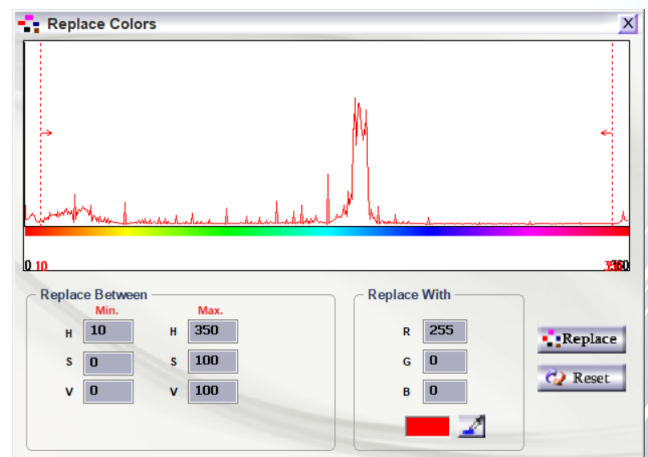 Replace Colors
X
0 10
360
Replace Between
Min. Max.
H 10 H 350
S 0 S 100
V 0 V 100
Replace With
R 255
G 0
B 0
Replace
Reset